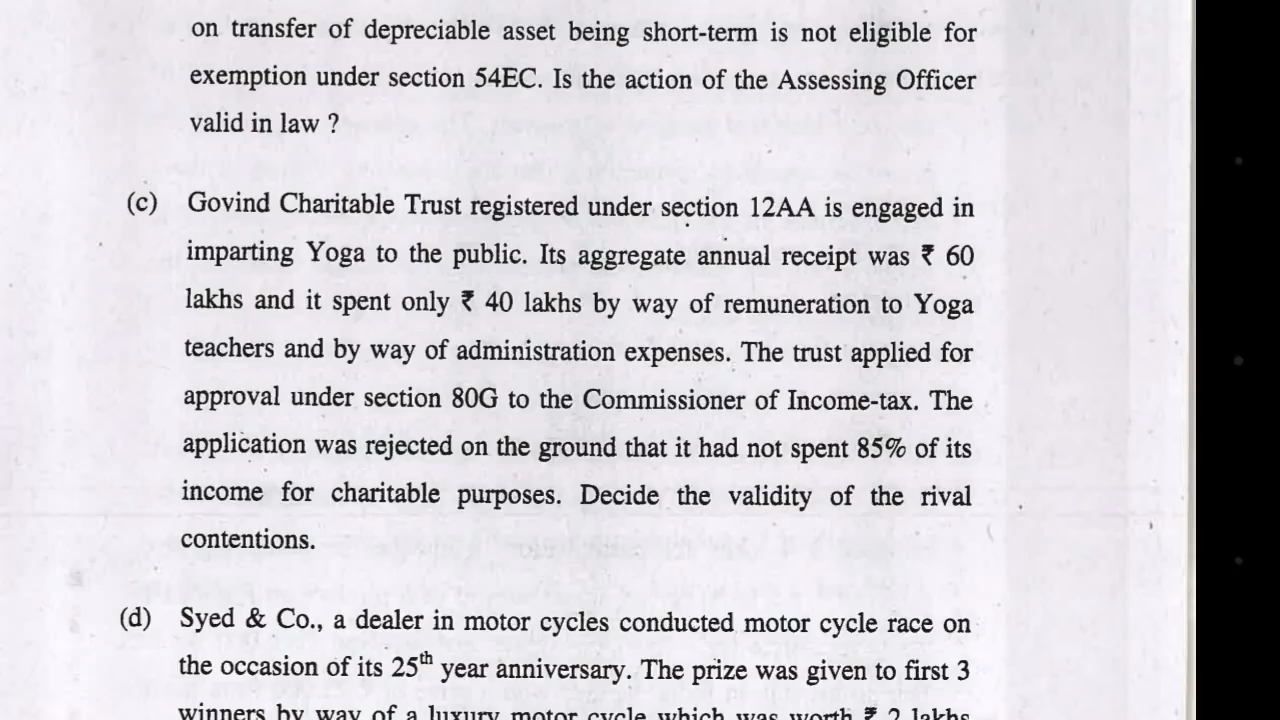 on transfer of depreciable asset being short-term is not eligible for
exemption under section 54EC. Is the action of the Assessing Officer
valid in law ?
(c) Govind Charitable Trust registered under section 12AA is engaged in
imparting Yoga to the public. Its aggregate annual receipt was ₹ 60
lakhs and it spent only ₹ 40 lakhs by way of remuneration to Yoga
teachers and by way of administration expenses. The trust applied for
approval under section 80G to the Commissioner of Income-tax. The
application was rejected on the ground that it had not spent 85% of its
income for charitable purposes. Decide the validity of the rival
contentions.
(d) Syed & Co., a dealer in motor cycles conducted motor cycle race on
the occasion of its 25th year anniversary. The prize was given to first 3
winners by way of a luxury motor cycle which was worth ₹ 2 lakhs